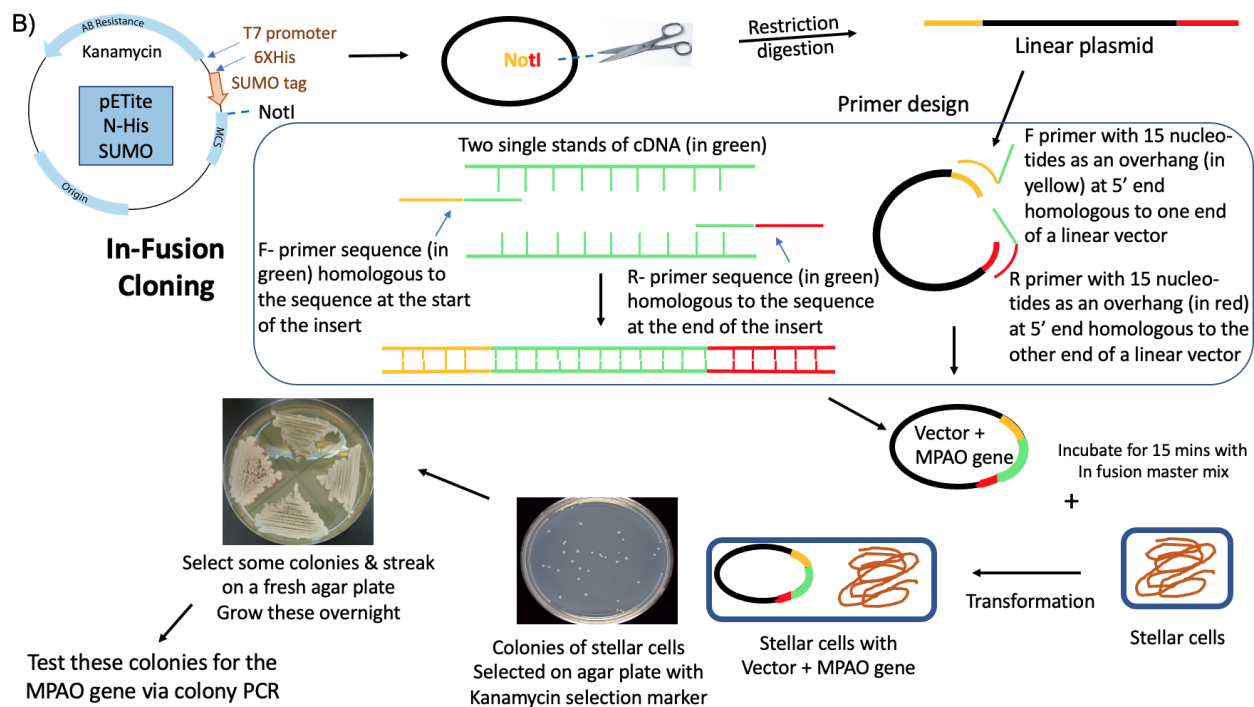 B)
AB Resistance
Kanamycin
T7 promoter
6XHis
SUMO tag
NotI
MCS
pETite
N-His
SUMO
Origin
NotI
Restriction
digestion
Linear plasmid
Primer design
In-Fusion
Cloning
Two single stands of cDNA (in green)
F- primer sequence (in
green) homologous to
the sequence at the start
of the insert
R- primer sequence (in green)
homologous to the sequence
at the end of the insert
F primer with 15 nucleo-
tides as an overhang (in
yellow) at 5’ end
homologous to one end
of a linear vector
R primer with 15 nucleo-
tides as an overhang (in red)
at 5’ end homologous to the
other end of a linear vector
Vector +
MPAO gene
Incubate for 15 mins with
In fusion master mix
+
Stellar cells
Transformation
Stellar cells with
Vector + MPAO gene
Colonies of stellar cells
Selected on agar plate with
Kanamycin selection marker
Select some colonies & streak
on a fresh agar plate
Grow these overnight
Test these colonies for the
MPAO gene via colony PCR